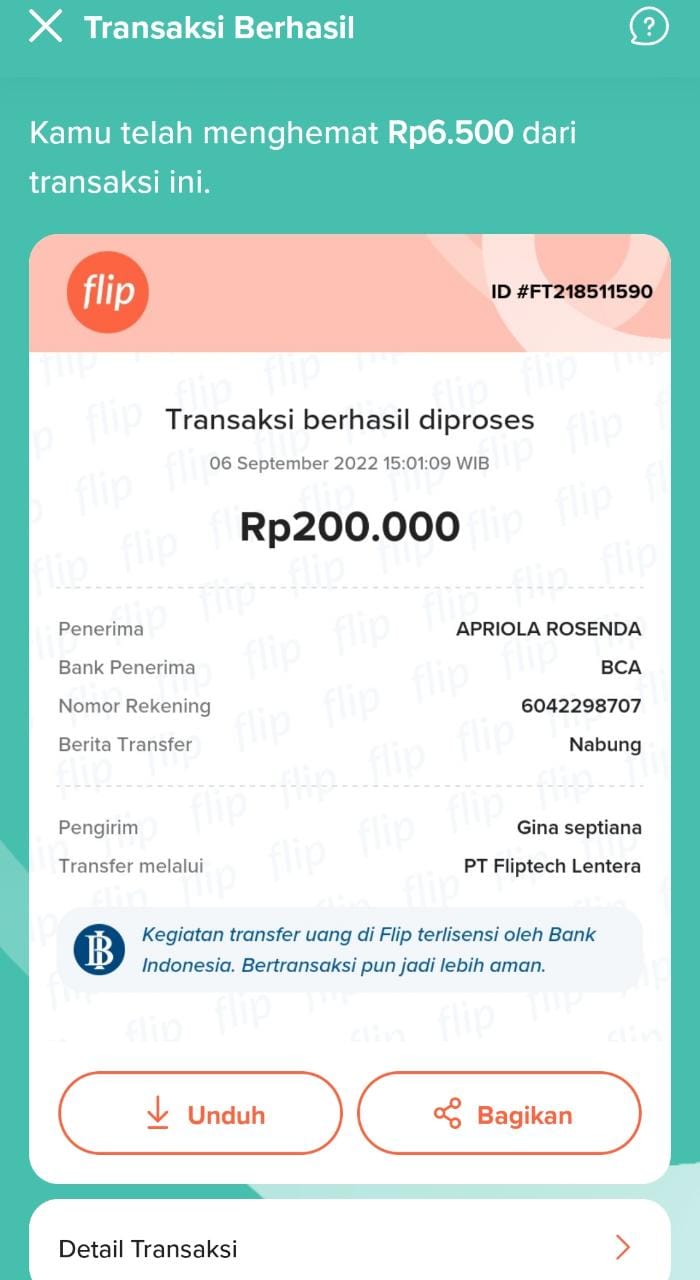 Transaksi Berhasil
?
Kamu telah menghemat Rp6.500 dari
transaksi ini.
flip
ID #FT218511590
Transaksi berhasil diproses
06 September 2022 15:01:09 WIB
Rp200.000
Penerima APRIOLA ROSENDA
Bank Penerima BCA
Nomor Rekening 6042298707
Berita Transfer Nabung
Pengirim Gina septiana
Transfer melalui PT Fliptech Lentera
Kegiatan transfer uang di Flip terlisensi oleh Bank
Indonesia. Bertransaksi pun jadi lebih aman.
Unduh
Bagikan
Detail Transaksi